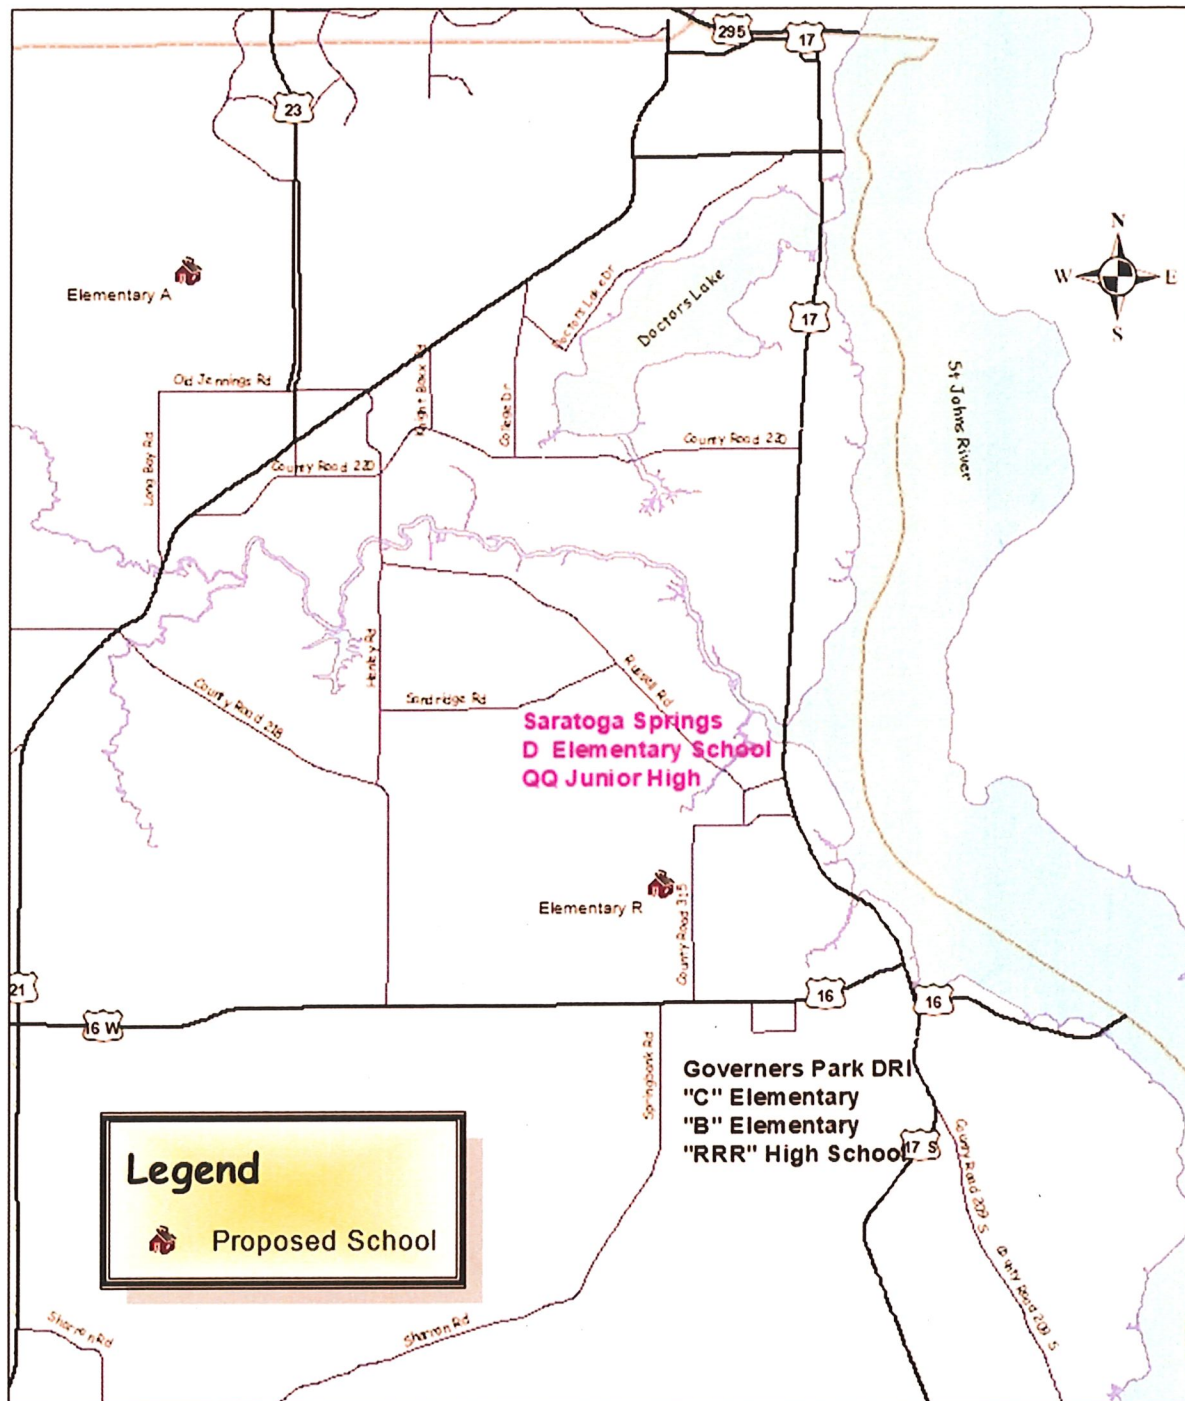 295
17
23
N
W E
S
Elementary A
Doctors Lake Dr
Doctors Lake
17
St Johns River
Old Jennings Rd
Knight Boxx Rd
College Dr
County Road 220
Long Bay Rd
County Road 220
Henley Rd
Russell Rd
County Road 218
Sandridge Rd
Saratoga Springs
D Elementary School
QQ Junior High
Elementary R
County Road 315
21
16
16
16 W
Springbank Rd
Governers Park DRI
"C" Elementary
"B" Elementary
"RRR" High School
17 S
County Road 209 S
County Road 209 S
Legend
Proposed School
Sharron Rd
Sharron Rd